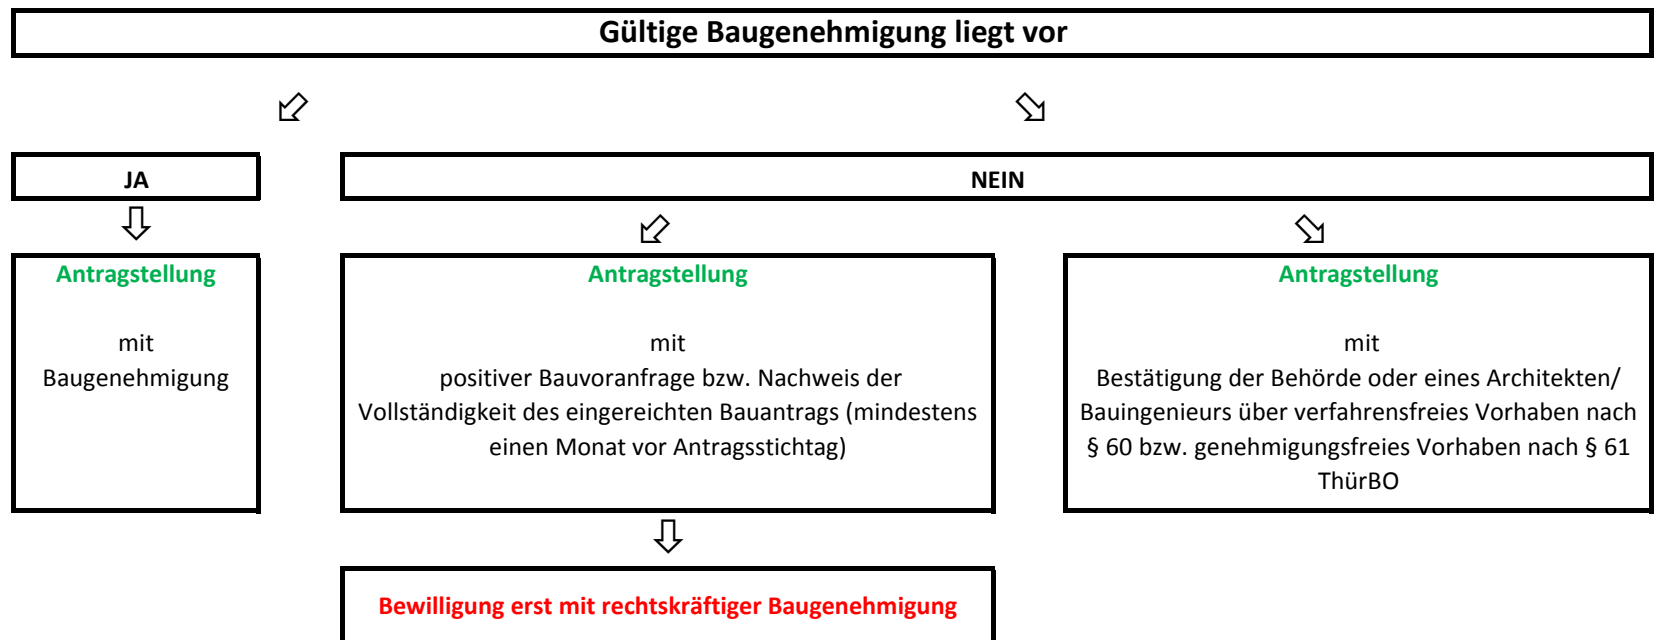 Gültige Baugenehmigung liegt vor
JA
NEIN
Antragstellung
mit
Baugenehmigung
Antragstellung
mit
positiver Bauvoranfrage bzw. Nachweis der
Vollständigkeit des eingereichten Bauantrags (mindestens
einen Monat vor Antragsstichtag)
Antragstellung
mit
Bestätigung der Behörde oder eines Architekten/
Bauingenieurs über verfahrensfreies Vorhaben nach
§ 60 bzw. genehmigungsfreies Vorhaben nach § 61
ThürBO
Bewilligung erst mit rechtskräftiger Baugenehmigung